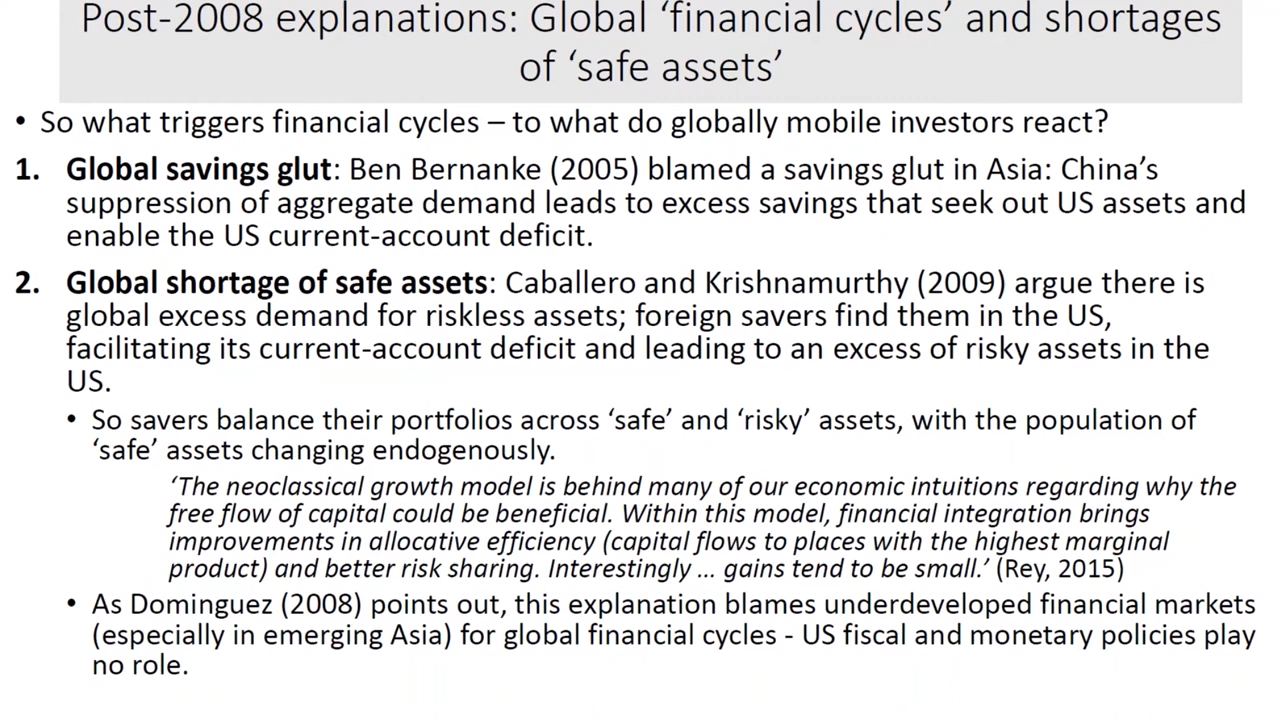 Post-2008 explanations: Global ‘financial cycles’ and shortages
of ‘safe assets’
• So what triggers financial cycles – to what do globally mobile investors react?
1. Global savings glut: Ben Bernanke (2005) blamed a savings glut in Asia: China’s
suppression of aggregate demand leads to excess savings that seek out US assets and
enable the US current-account deficit.
2. Global shortage of safe assets: Caballero and Krishnamurthy (2009) argue there is
global excess demand for riskless assets; foreign savers find them in the US,
facilitating its current-account deficit and leading to an excess of risky assets in the
US.
• So savers balance their portfolios across ‘safe’ and ‘risky’ assets, with the population of
‘safe’ assets changing endogenously.
‘The neoclassical growth model is behind many of our economic intuitions regarding why the
free flow of capital could be beneficial. Within this model, financial integration brings
improvements in allocative efficiency (capital flows to places with the highest marginal
product) and better risk sharing. Interestingly … gains tend to be small.’ (Rey, 2015)
• As Dominguez (2008) points out, this explanation blames underdeveloped financial markets
(especially in emerging Asia) for global financial cycles - US fiscal and monetary policies play
no role.